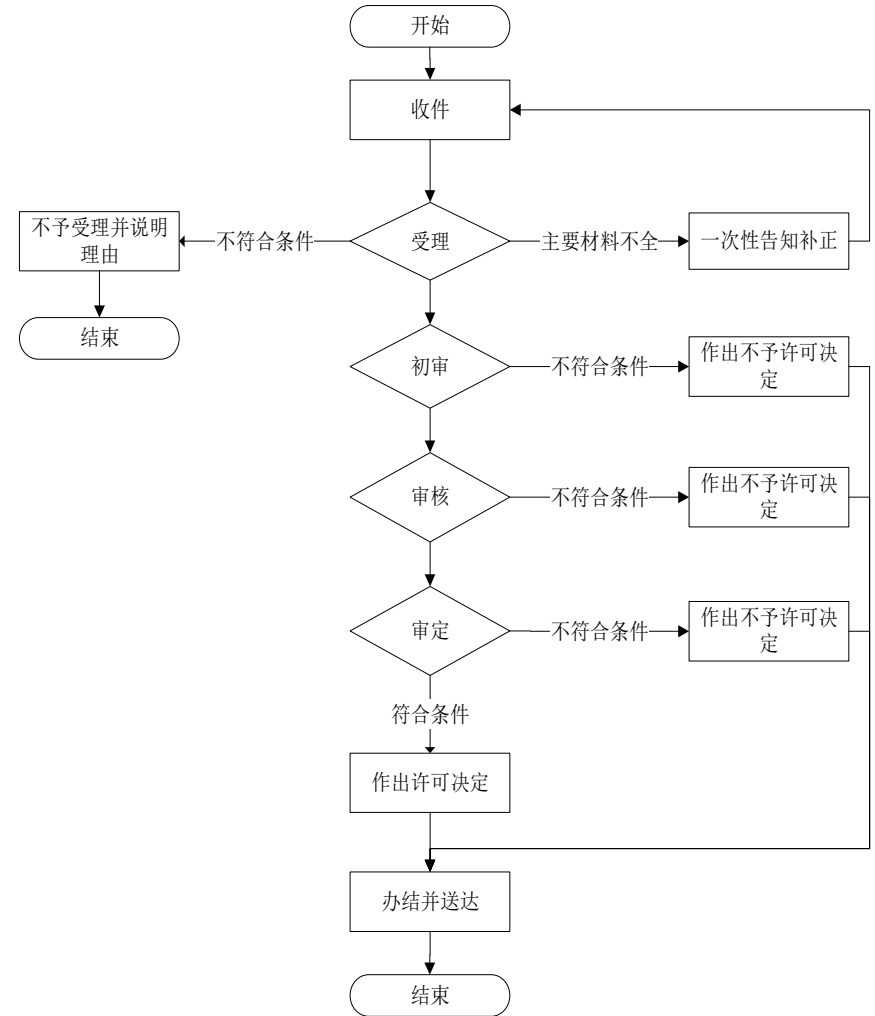 开始
收件
不予受理并说明
理由
不符合条件
受理
主要材料不全
一次性告知补正
结束
初审
不符合条件
作出不予许可决
定
审核
不符合条件
作出不予许可决
定
审定
不符合条件
作出不予许可决
定
符合条件
作出许可决定
办结并送达
结束